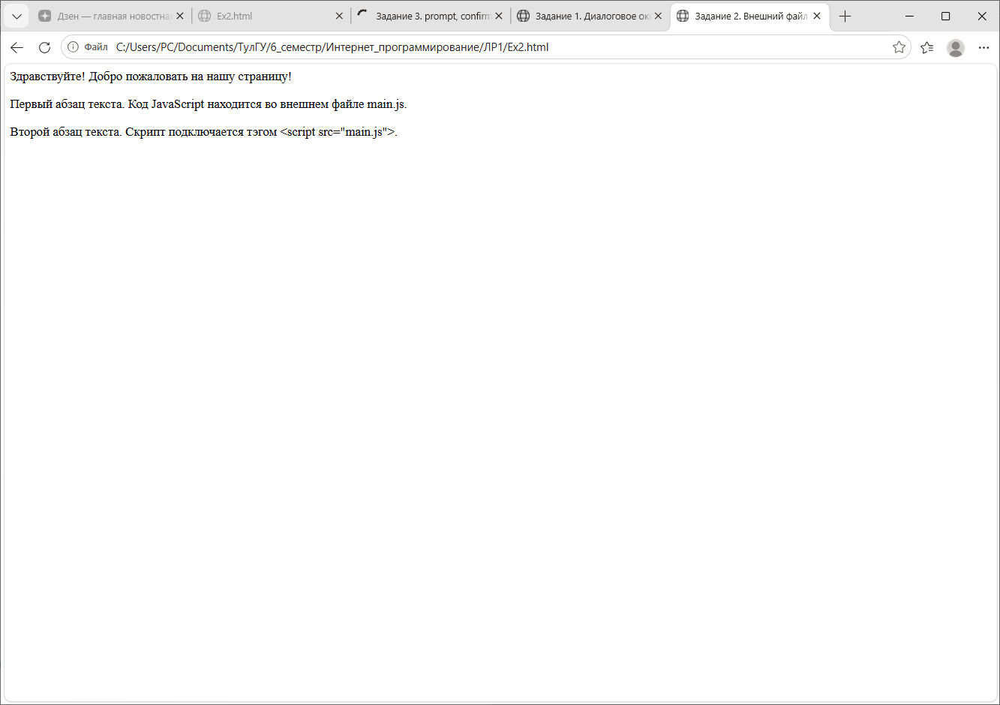 Дзен — главная новостна
Ex2.html
Задание 3. prompt, confirm
Задание 1. Диалоговое ок
Задание 2. Внешний файл
Файл C:/Users/PC/Documents/ТулГУ/6_семестр/Интернет_программирование/ЛР1/Ex2.html
Здравствуйте! Добро пожаловать на нашу страницу!
Первый абзац текста. Код JavaScript находится во внешнем файле main.js.
Второй абзац текста. Скрипт подключается тэгом <script src="main.js">.